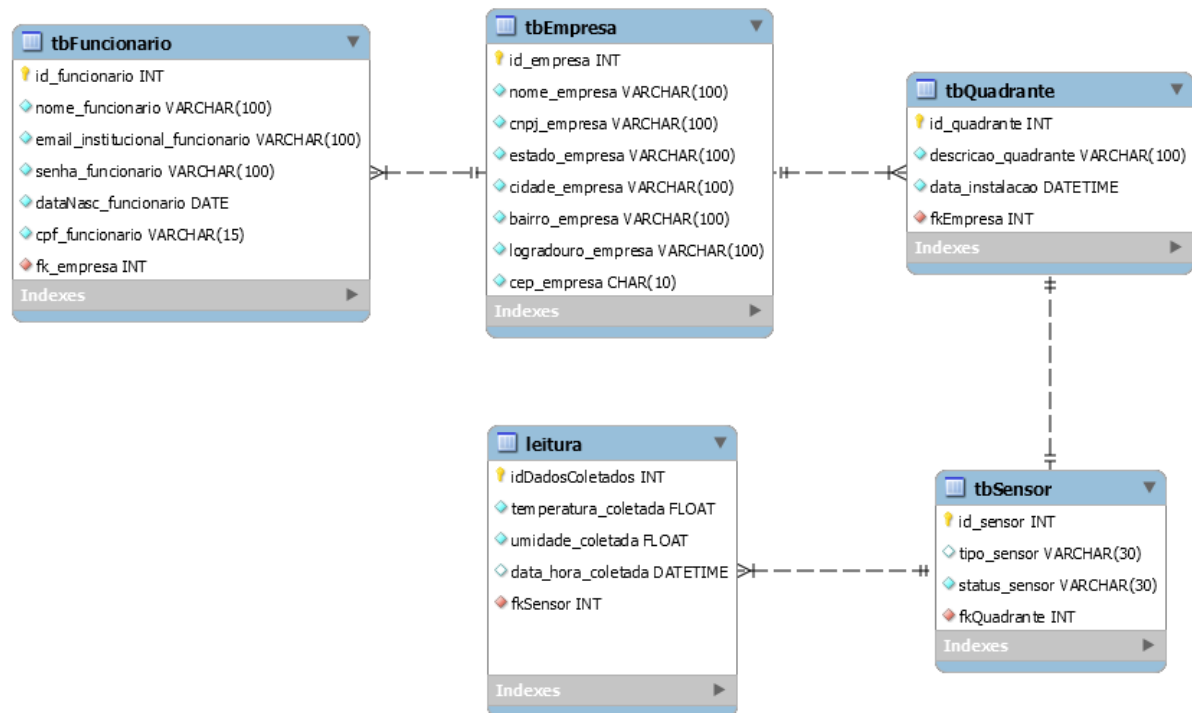 tbFuncionario
id_funcionario INT
nome_funcionario VARCHAR(100)
email_institucional_funcionario VARCHAR(100)
senha_funcionario VARCHAR(100)
dataNasc_funcionario DATE
cpf_funcionario VARCHAR(15)
fk_empresa INT
Indexes
tbEmpresa
id_empresa INT
nome_empresa VARCHAR(100)
cnpj_empresa VARCHAR(100)
estado_empresa VARCHAR(100)
cidade_empresa VARCHAR(100)
bairro_empresa VARCHAR(100)
logradouro_empresa VARCHAR(100)
cep_empresa CHAR(10)
Indexes
tbQuadrante
id_quadrante INT
descricao_quadrante VARCHAR(100)
data_instalacao DATETIME
fkEmpresa INT
Indexes
leitura
idDadosColetados INT
temperatura_coletada FLOAT
umidade_coletada FLOAT
data_hora_coletada DATETIME
fkSensor INT
Indexes
tbSensor
id_sensor INT
tipo_sensor VARCHAR(30)
status_sensor VARCHAR(30)
fkQuadrante INT
Indexes